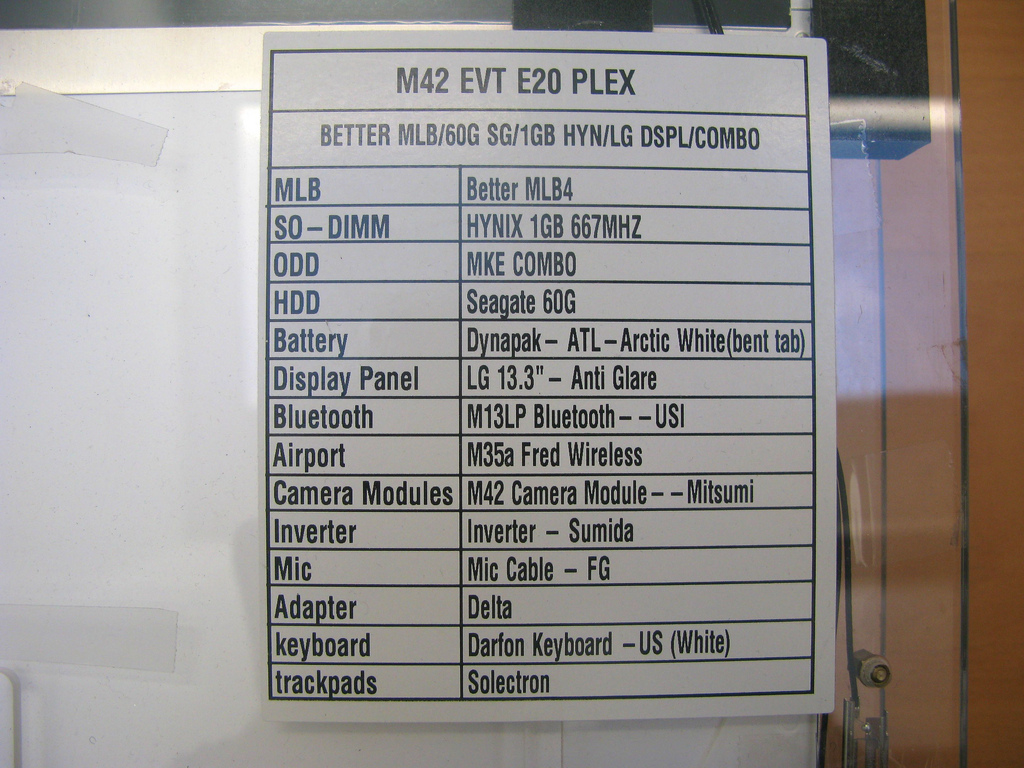 M42 EVT E20 PLEX
BETTER MLB/60G SG/1GB HYN/LG DSPL/COMBO
MLB Better MLB4
SO – DIMM HYNIX 1GB 667MHZ
ODD MKE COMBO
HDD Seagate 60G
Battery Dynapak – ATL – Arctic White(bent tab)
Display Panel LG 13.3" – Anti Glare
Bluetooth M13LP Bluetooth – – USI
Airport M35a Fred Wireless
Camera Modules M42 Camera Module – – Mitsumi
Inverter Inverter – Sumida
Mic Mic Cable – FG
Adapter Delta
keyboard Darfon Keyboard – US (White)
trackpads Solectron